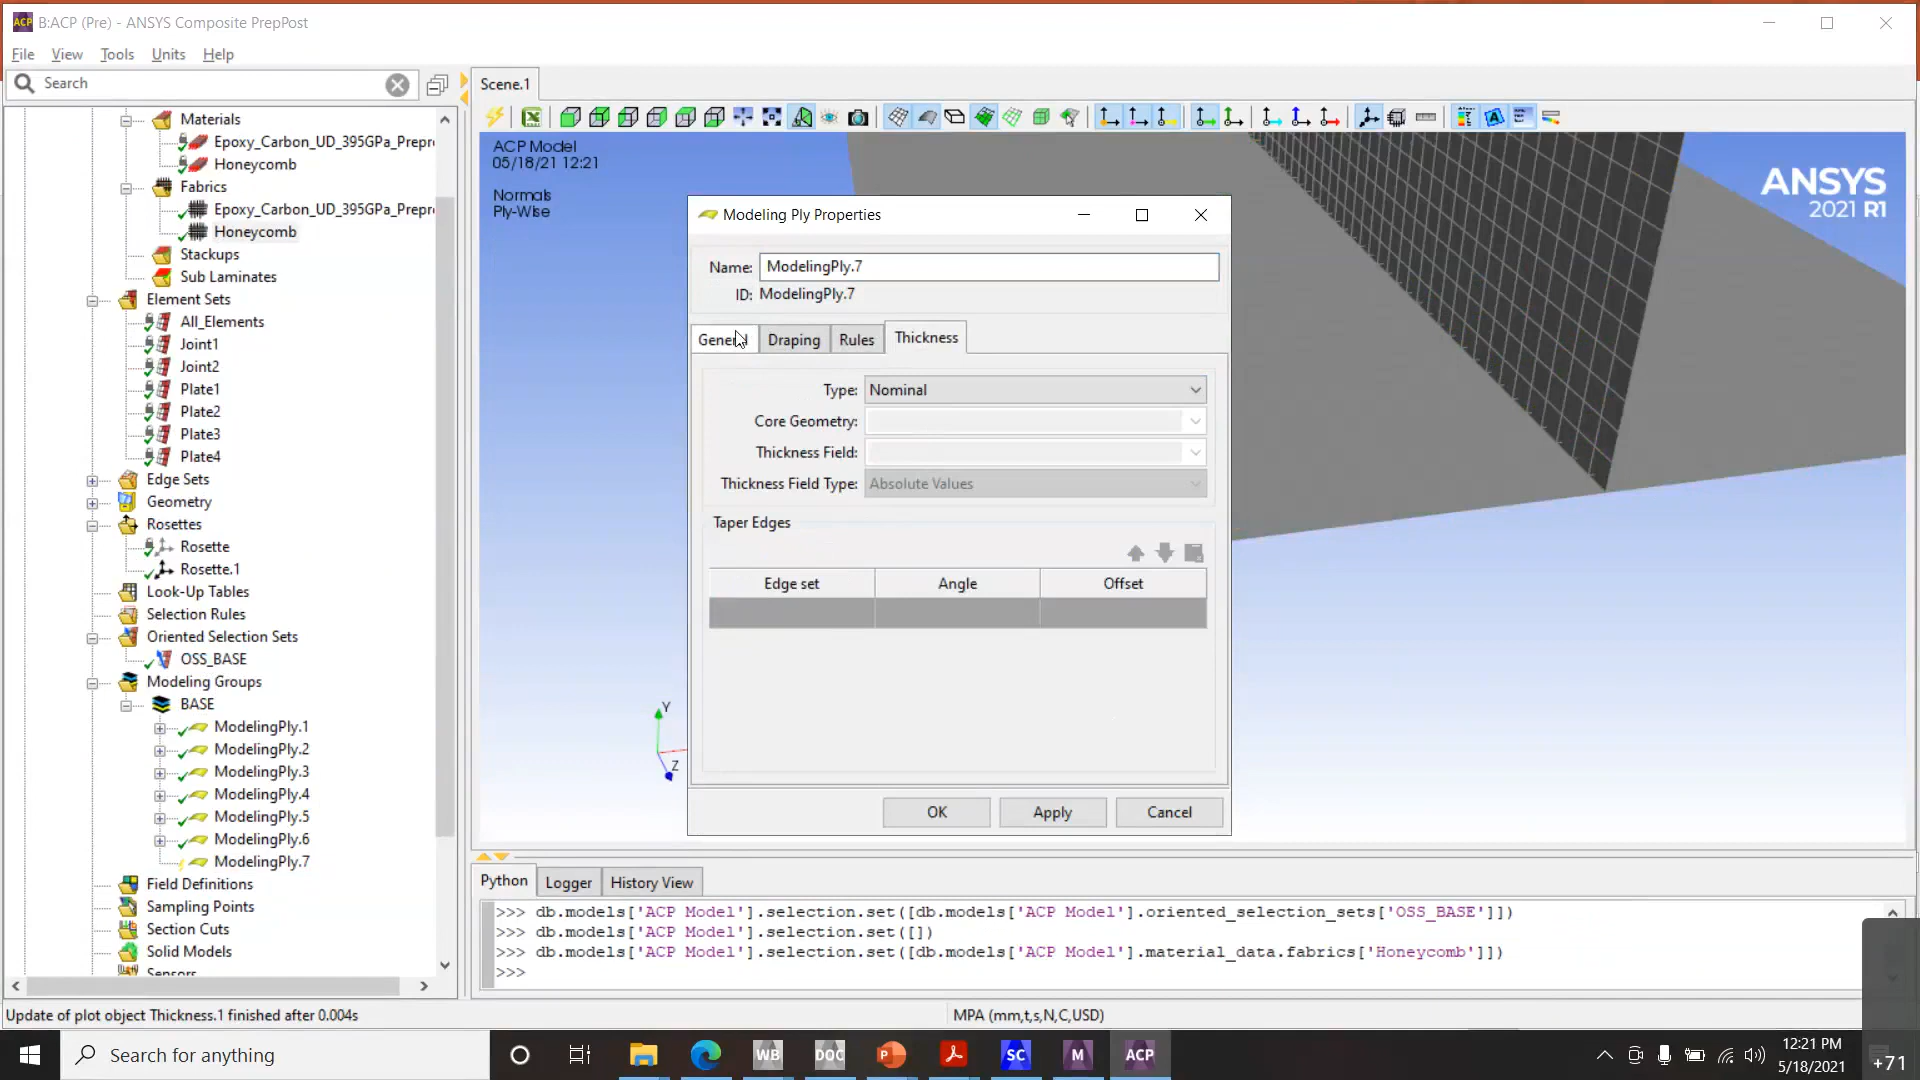 B:ACP (Pre) - ANSYS Composite PrepPost
File View Tools Units Help
Search
Scene.1
Materials
Epoxy_Carbon_UD_395GPa_Prepr
Honeycomb
Fabrics
Epoxy_Carbon_UD_395GPa_Prepr
Honeycomb
Stackups
Sub Laminates
Element Sets
All_Elements
Joint1
Joint2
Plate1
Plate2
Plate3
Plate4
Edge Sets
Geometry
Rosettes
Rosette
Rosette.1
Look-Up Tables
Selection Rules
Oriented Selection Sets
OSS_BASE
Modeling Groups
BASE
ModelingPly.1
ModelingPly.2
ModelingPly.3
ModelingPly.4
ModelingPly.5
ModelingPly.6
ModelingPly.7
Field Definitions
Sampling Points
Section Cuts
Solid Models
Sensors
ACP Model
05/18/21 12:21
Normals
Ply-Wise
ANSYS
2021 R1
Y
Z
Modeling Ply Properties
Name: ModelingPly.7
ID: ModelingPly.7
General Draping Rules Thickness
Type: Nominal
Core Geometry:
Thickness Field:
Thickness Field Type: Absolute Values
Taper Edges
Edge set Angle Offset
OK Apply Cancel
Python Logger History View
>>> db.models['ACP Model'].selection.set([db.models['ACP Model'].oriented_selection_sets['OSS_BASE']])
>>> db.models['ACP Model'].selection.set([])
>>> db.models['ACP Model'].selection.set([db.models['ACP Model'].material_data.fabrics['Honeycomb']])
>>>
Update of plot object Thickness.1 finished after 0.004s
MPA (mm,t,s,N,C,USD)
Search for anything
WB
DOC
P
SC
M
ACP
12:21 PM
5/18/2021
+71